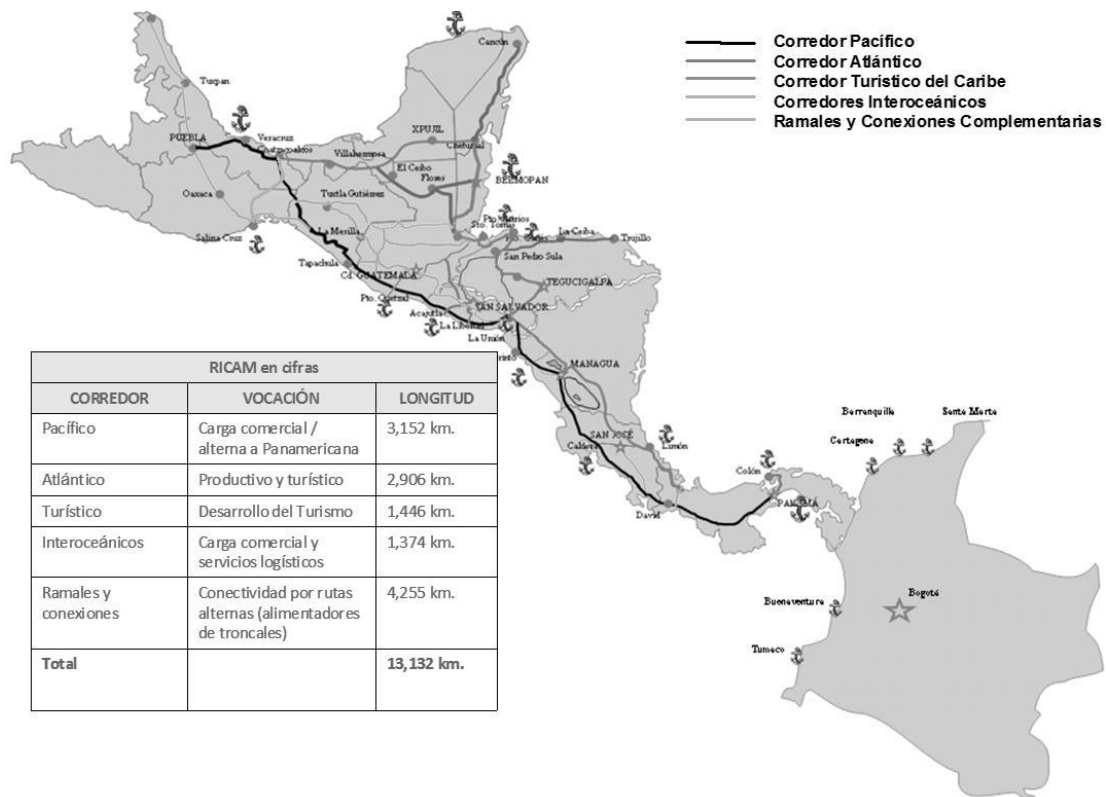 Corredor Pacífico
Corredor Atlántico
Corredor Turistico del Caribe
Corredores Interoceánicos
Ramales y Conexiones Complementarias
Cancún
Tuxpan
PUEBLA
Veracruz
Coatzacoalcos
XPUJIL
Villahermosa
Chetumal
El Ceibo
Flores
BELMOPAN
Oaxaca
Tuxtla Gutiérrez
Salina Cruz
La Mesilla
Sto. Tomás
La Ceiba
Trujillo
San Pedro Sula
Tapachula
Cd. GUATEMALA
TEGUCIGALPA
Pto. Quetzal
SAN SALVADOR
Acajutla
La Libertad
La Unión
MANAGUA
SAN JOSÉ
Caldera
Limón
Colón
David
PANAMÁ
Barranquilla
Cartagena
Bogotá
Tumaco
RICAM en cifras
CORREDOR VOCACIÓN LONGITUD
Pacífico Carga comercial / 3,152 km.
alterna a Panamericana
Atlántico Productivo y turístico 2,906 km.
Turístico Desarrollo del Turismo 1,446 km.
Interoceánicos Carga comercial y 1,374 km.
servicios logísticos
Ramales y Conectividad por rutas 4,255 km.
conexiones alternas (alimentadores
de troncales)
Total 13,132 km.